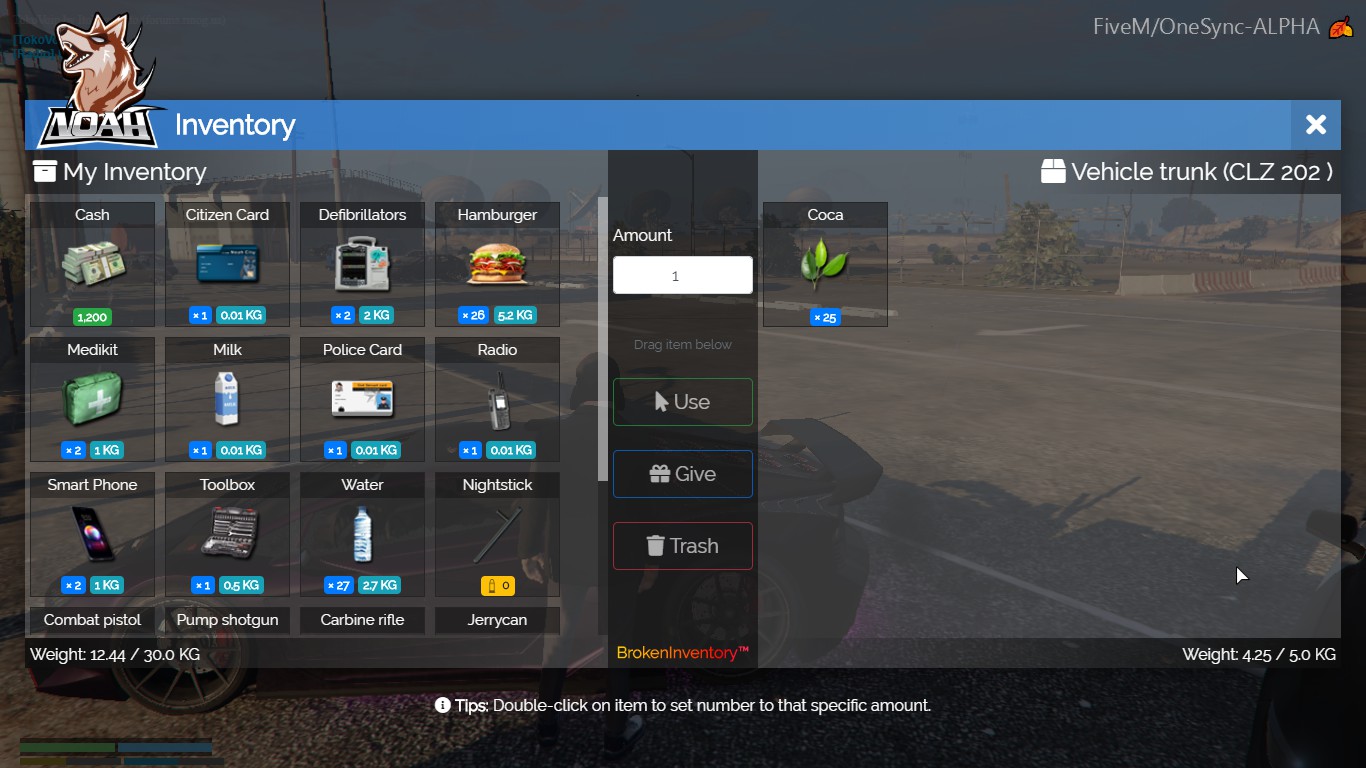 FiveM/OneSync-ALPHA
NOAH
Inventory
My Inventory
Vehicle trunk (CLZ 202 )
Cash
Citizen Card
Defibrillators
Hamburger
1,200
× 1 0.01 KG
× 2 2 KG
× 26 5.2 KG
Medikit
Milk
Police Card
Radio
× 2 1 KG
× 1 0.01 KG
× 1 0.01 KG
× 1 0.01 KG
Smart Phone
Toolbox
Water
Nightstick
× 2 1 KG
× 1 0.5 KG
× 27 2.7 KG
0
Combat pistol
Pump shotgun
Carbine rifle
Jerrycan
Weight: 12.44 / 30.0 KG
Amount
1
Drag item below
Use
Give
Trash
BrokenInventory™
Coca
× 25
Weight: 4.25 / 5.0 KG
Tips: Double-click on item to set number to that specific amount.